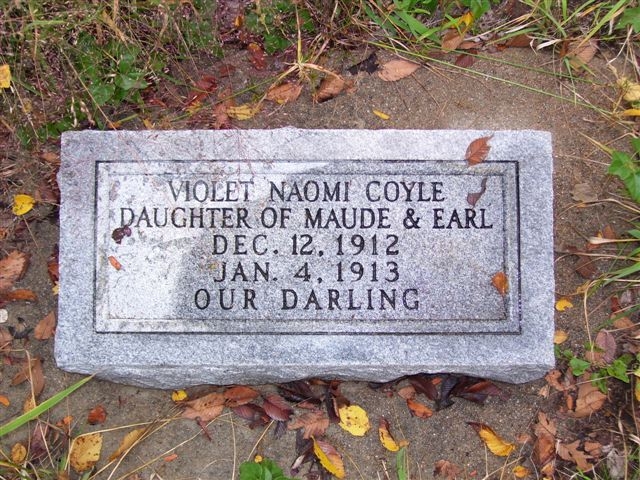 VIOLET NAOMI COYLE
DAUGHTER OF MAUDE & EARL
DEC. 12, 1912
JAN. 4, 1913
OUR DARLING